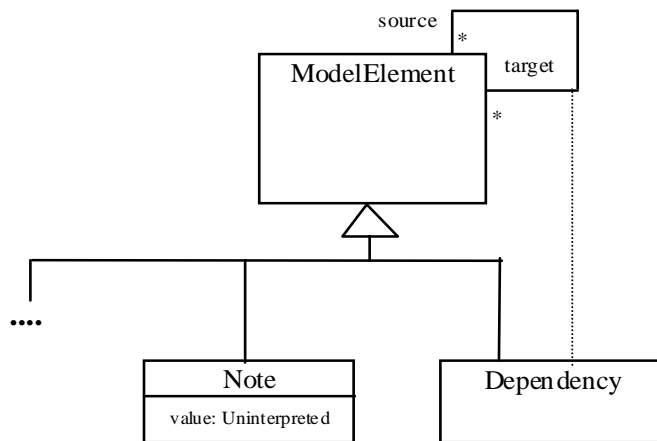 source
*
ModelElement
target
*
....
Note
Dependency
value: Uninterpreted